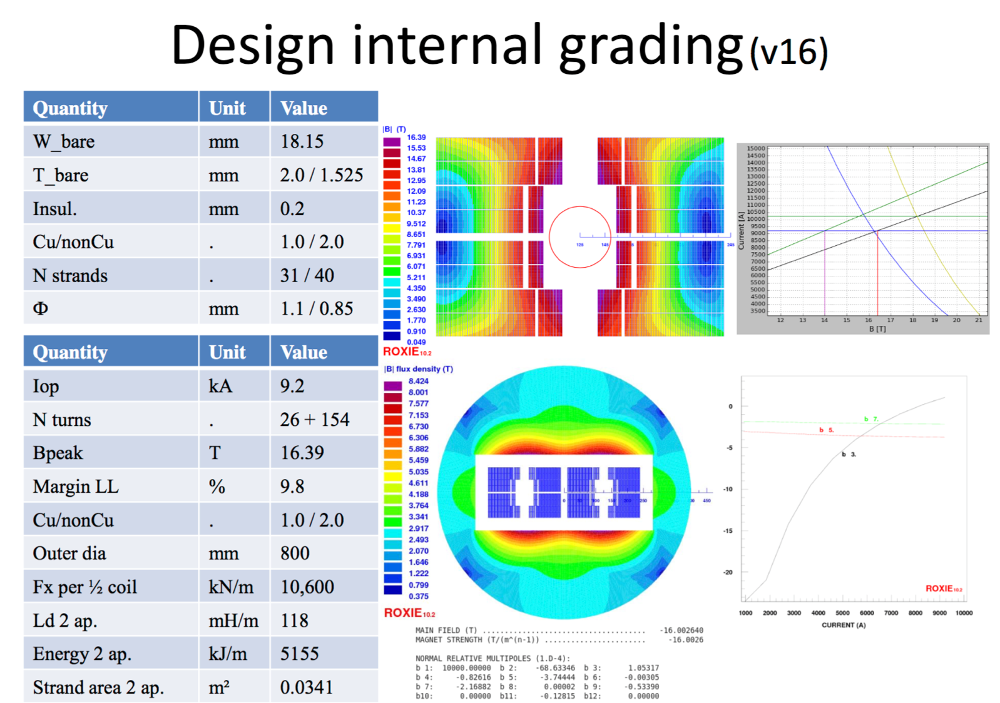 Design internal grading (v16)
Quantity Unit Value
W_bare mm 18.15
T_bare mm 2.0 / 1.525
Insul. mm 0.2
Cu/nonCu . 1.0 / 2.0
N strands . 31 / 40
Φ mm 1.1 / 0.85
Quantity Unit Value
Iop kA 9.2
N turns . 26 + 154
Bpeak T 16.39
Margin LL % 9.8
Cu/nonCu . 1.0 / 2.0
Outer dia mm 800
Fx per ½ coil kN/m 10,600
Ld 2 ap. mH/m 118
Energy 2 ap. kJ/m 5155
Strand area 2 ap. m² 0.0341
|B| (T)
16.39
15.53
14.67
13.81
12.95
12.09
11.23
10.37
9.512
8.651
7.791
6.931
6.071
5.211
4.350
3.490
2.630
1.770
0.910
0.049
ROXIE10.2
125 145 245
15000
14500
14000
13500
13000
12500
12000
11500
11000
10500
10000
9500
9000
8500
8000
7500
7000
6500
6000
5500
5000
4500
4000
3500
Current [A]
12 13 14 15 16 17 18 19 20 21
B [T]
|B| flux density (T)
8.424
8.001
7.577
7.153
6.730
6.306
5.882
5.459
5.035
4.611
4.188
3.764
3.341
2.917
2.493
2.070
1.646
1.222
0.799
0.375
ROXIE10.2
0 50 100 150 200 250 450
0
-5
-10
-15
-20
b 7.
b 5.
b 3.
ROXIE10.2
1000 2000 3000 4000 5000 6000 7000 8000 9000 10000
CURRENT (A)
MAIN FIELD (T) ................................... -16.002640
MAGNET STRENGTH (T/(m^(n-1)) ...................... -16.0026
NORMAL RELATIVE MULTIPOLES (1.D-4):
b 1: 10000.00000 b 2: -68.63346 b 3: 1.05317
b 4: -0.82616 b 5: -3.74444 b 6: -0.00305
b 7: -2.16882 b 8: 0.00002 b 9: -0.53390
b10: 0.00000 b11: -0.12815 b12: 0.00000